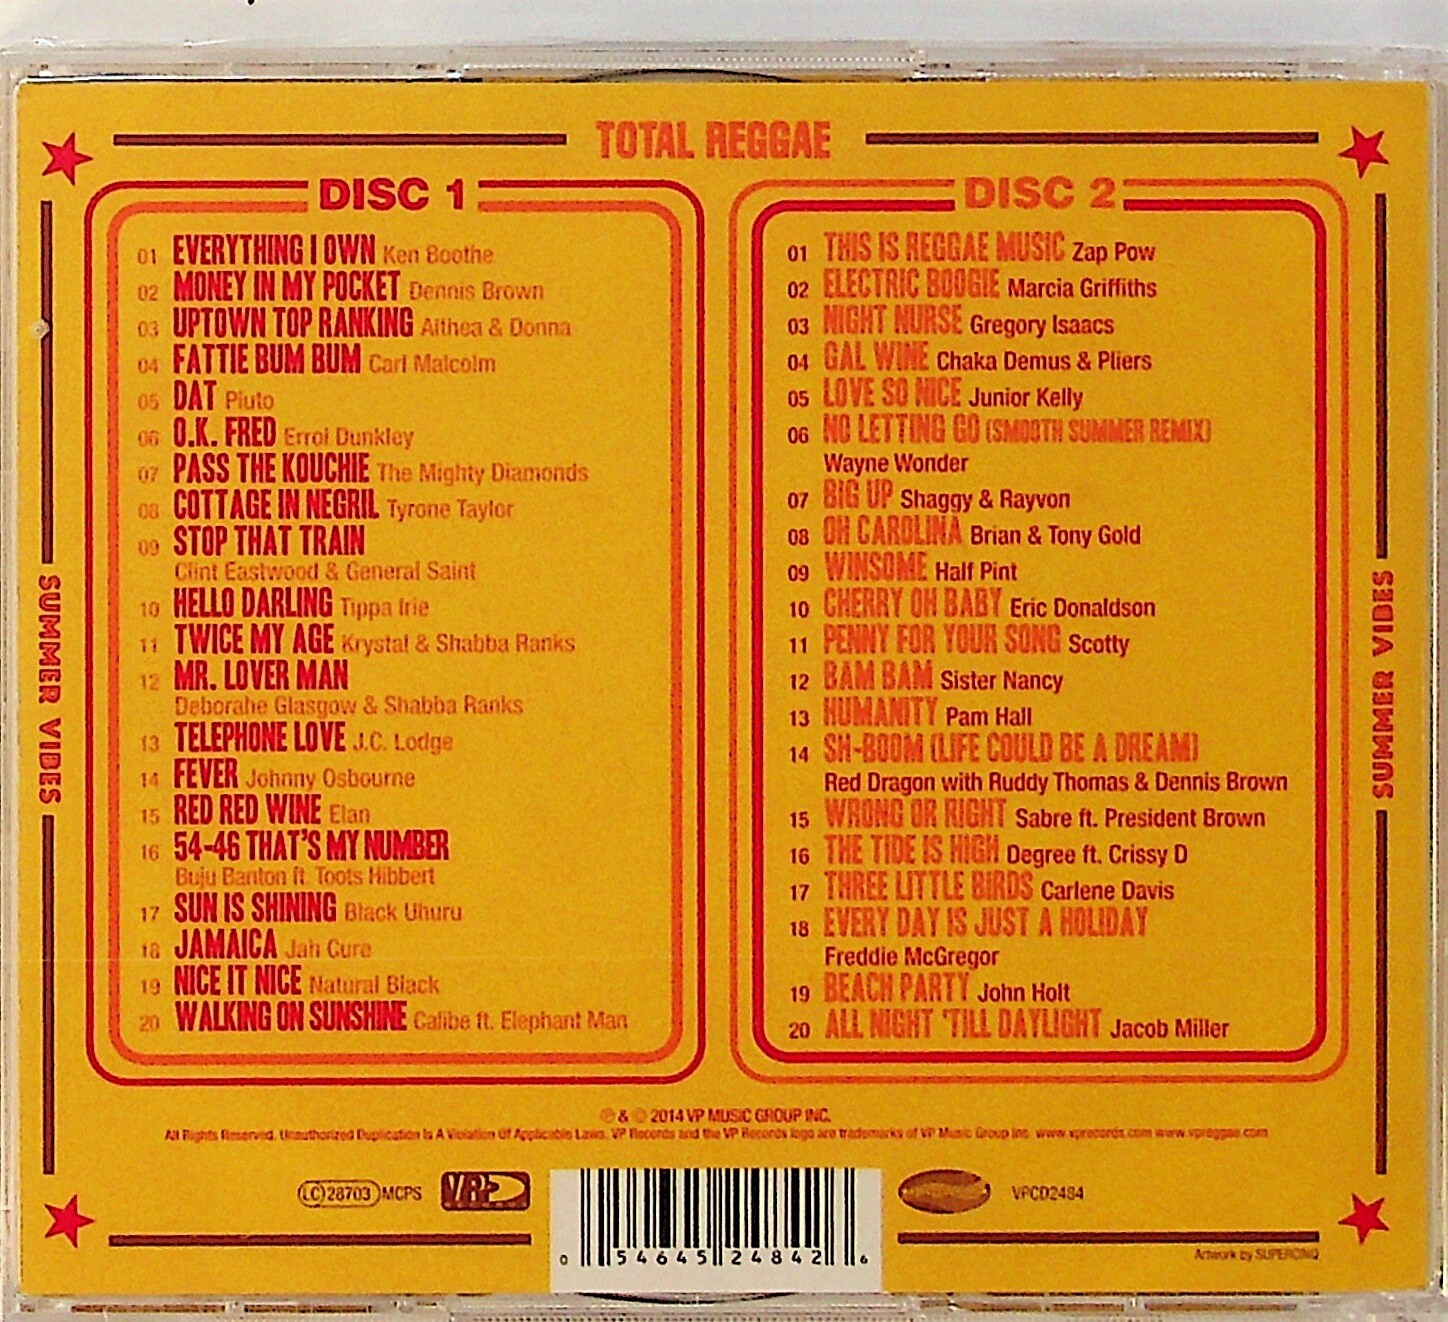 TOTAL REGGAE
DISC 1
01 EVERYTHING I OWN Ken Boothe
02 MONEY IN MY POCKET Dennis Brown
03 UPTOWN TOP RANKING Althea & Donna
04 FATTIE BUM BUM Carl Malcolm
05 DAT Pluto
06 O.K. FRED Errol Dunkley
07 PASS THE KOUCHIE The Mighty Diamonds
08 COTTAGE IN NEGRIL Tyrone Taylor
09 STOP THAT TRAIN
Clint Eastwood & General Saint
10 HELLO DARLING Tippa Irie
11 TWICE MY AGE Krystal & Shabba Ranks
12 MR. LOVER MAN
Deborahe Glasgow & Shabba Ranks
13 TELEPHONE LOVE J.C. Lodge
14 FEVER Johnny Osbourne
15 RED RED WINE Elan
16 54-46 THAT'S MY NUMBER
Buju Banton ft. Toots Hibbert
17 SUN IS SHINING Black Uhuru
18 JAMAICA Jah Cure
19 NICE IT NICE Natural Black
20 WALKING ON SUNSHINE Calibe ft. Elephant Man
DISC 2
01 THIS IS REGGAE MUSIC Zap Pow
02 ELECTRIC BOOGIE Marcia Griffiths
03 NIGHT NURSE Gregory Isaacs
04 GAL WINE Chaka Demus & Pliers
05 LOVE SO NICE Junior Kelly
06 NO LETTING GO (SMOOTH SUMMER REMIX)
Wayne Wonder
07 BIG UP Shaggy & Rayvon
08 OH CAROLINA Brian & Tony Gold
09 WINSOME Half Pint
10 CHERRY OH BABY Eric Donaldson
11 PENNY FOR YOUR SONG Scotty
12 BAM BAM Sister Nancy
13 HUMANITY Pam Hall
14 SH-BOOM (LIFE COULD BE A DREAM)
Red Dragon with Ruddy Thomas & Dennis Brown
15 WRONG OR RIGHT Sabre ft. President Brown
16 THE TIDE IS HIGH Degree ft. Crissy D
17 THREE LITTLE BIRDS Carlene Davis
18 EVERY DAY IS JUST A HOLIDAY
Freddie McGregor
19 BEACH PARTY John Holt
20 ALL NIGHT 'TILL DAYLIGHT Jacob Miller
SUMMER VIBES
SUMMER VIBES
℗ & © 2014 VP MUSIC GROUP INC.
All Rights Reserved. Unauthorized Duplication Is A Violation Of Applicable Laws. VP Records and the VP Records logo are trademarks of VP Music Group Inc. www.vprecords.com www.vpreggae.com
LC 28703 MCPS
VP RECORDS
0 54645 24842 6
VPCD2484
Artwork by SUPERCINQ